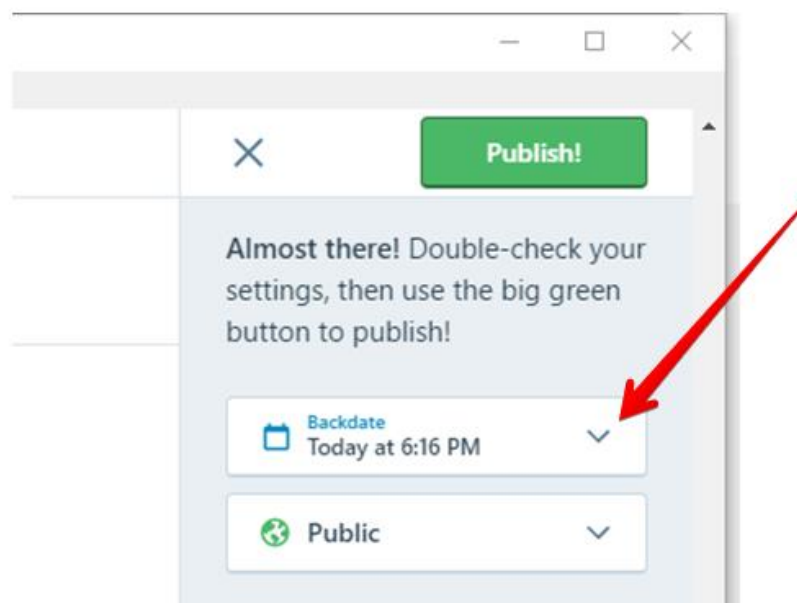 Publish!
Almost there! Double-check your
settings, then use the big green
button to publish!
Backdate
Today at 6:16 PM
Public